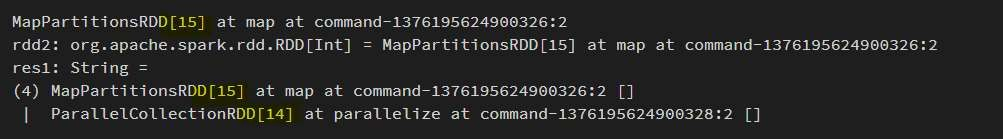 MapPartitionsRDD[15] at map at command-1376195624900326:2
rdd2: org.apache.spark.rdd.RDD[Int] = MapPartitionsRDD[15] at map at command-1376195624900326:2
res1: String =
(4) MapPartitionsRDD[15] at map at command-1376195624900326:2 []
 |  ParallelCollectionRDD[14] at parallelize at command-1376195624900328:2 []